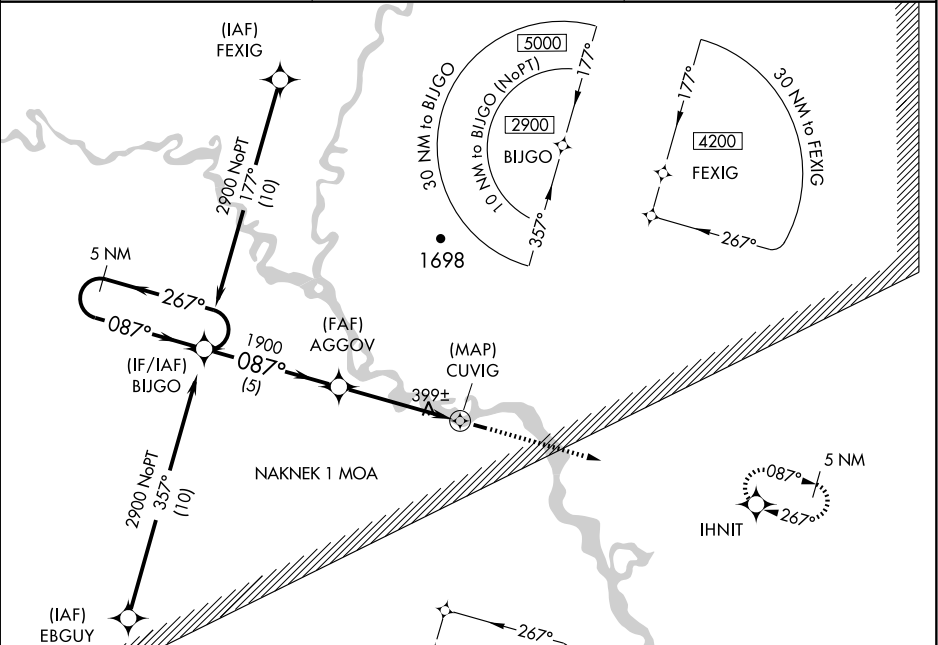 (IAF)
FEXIG
2900 NoPT
177°
(10)
5 NM
267°
087°
(IF/IAF)
BIJGO
1900
087°
(5)
(FAF)
AGGOV
399±
(MAP)
CUVIG
2900 NoPT
357°
(10)
(IAF)
EBGUY
NAKNEK 1 MOA
30 NM to BIJGO
5000
10 NM to BIJGO (NoPT)
2900
BIJGO
177°
357°
1698
177°
4200
FEXIG
30 NM to FEXIG
267°
087°
5 NM
267°
IHNIT
267°